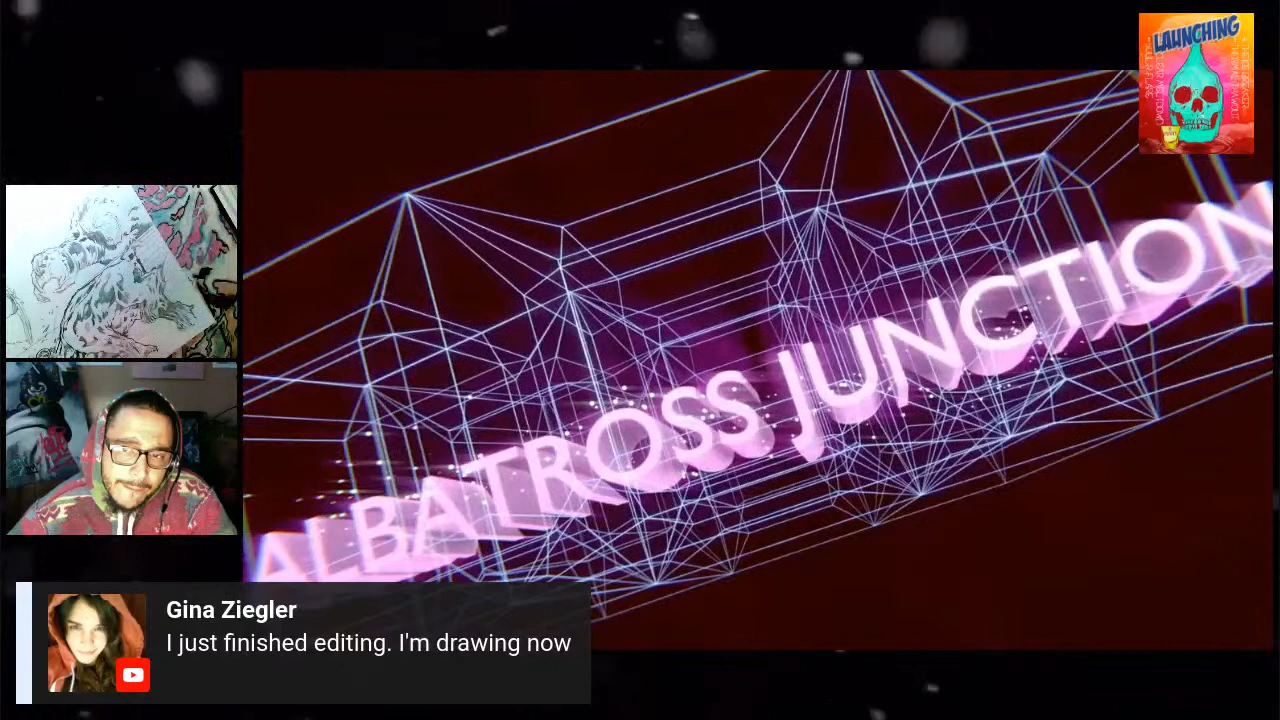 LAUNCHING
ALBATROSS JUNCTION
Gina Ziegler
I just finished editing. I'm drawing now